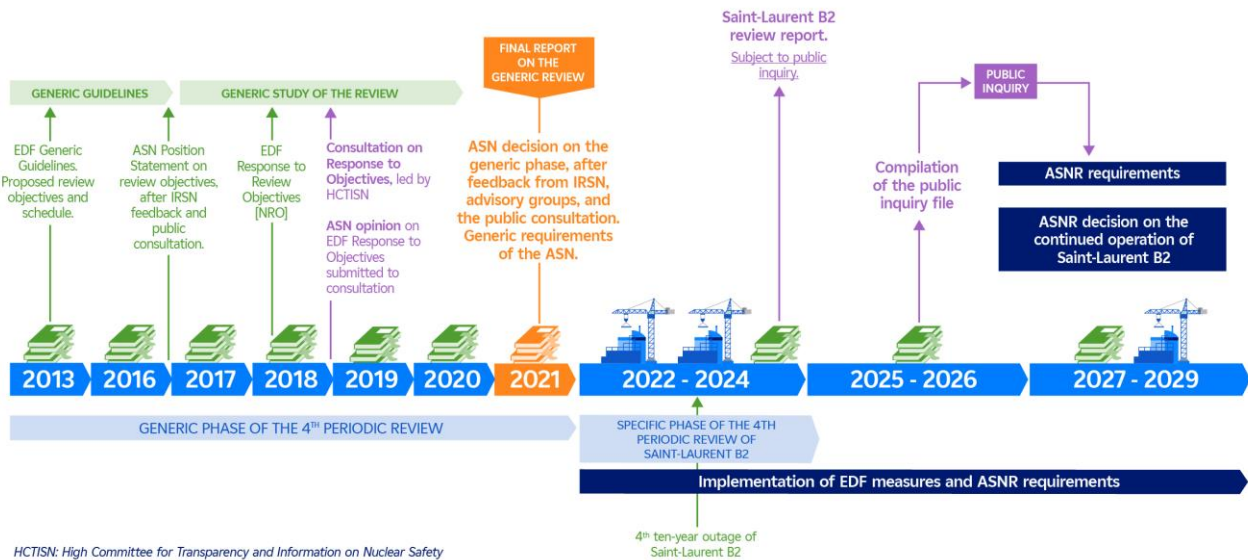 GENERIC GUIDELINES
GENERIC STUDY OF THE REVIEW
FINAL REPORT
ON THE
GENERIC REVIEW
Saint-Laurent B2
review report.
Subject to public
inquiry.
PUBLIC
INQUIRY
EDF Generic
Guidelines.
Proposed review
objectives and
schedule.
ASN Position
Statement on
review objectives,
after IRSN
feedback and
public
consultation.
EDF
Response to
Review
Objectives
[NRO]
Consultation on
Response to
Objectives, led by
HCTISN
ASN opinion on
EDF Response to
Objectives
submitted to
consultation
ASN decision on the
generic phase, after
feedback from IRSN,
advisory groups, and
the public consultation.
Generic requirements
of the ASN.
Compilation
of the public
inquiry file
ASNR requirements
ASNR decision on the
continued operation of
Saint-Laurent B2
2013
2016
2017
2018
2019
2020
2021
2022 - 2024
2025 - 2026
2027 - 2029
GENERIC PHASE OF THE 4TH PERIODIC REVIEW
SPECIFIC PHASE OF THE 4TH
PERIODIC REVIEW OF
SAINT-LAURENT B2
Implementation of EDF measures and ASNR requirements
4th ten-year outage of
Saint-Laurent B2
HCTISN: High Committee for Transparency and Information on Nuclear Safety